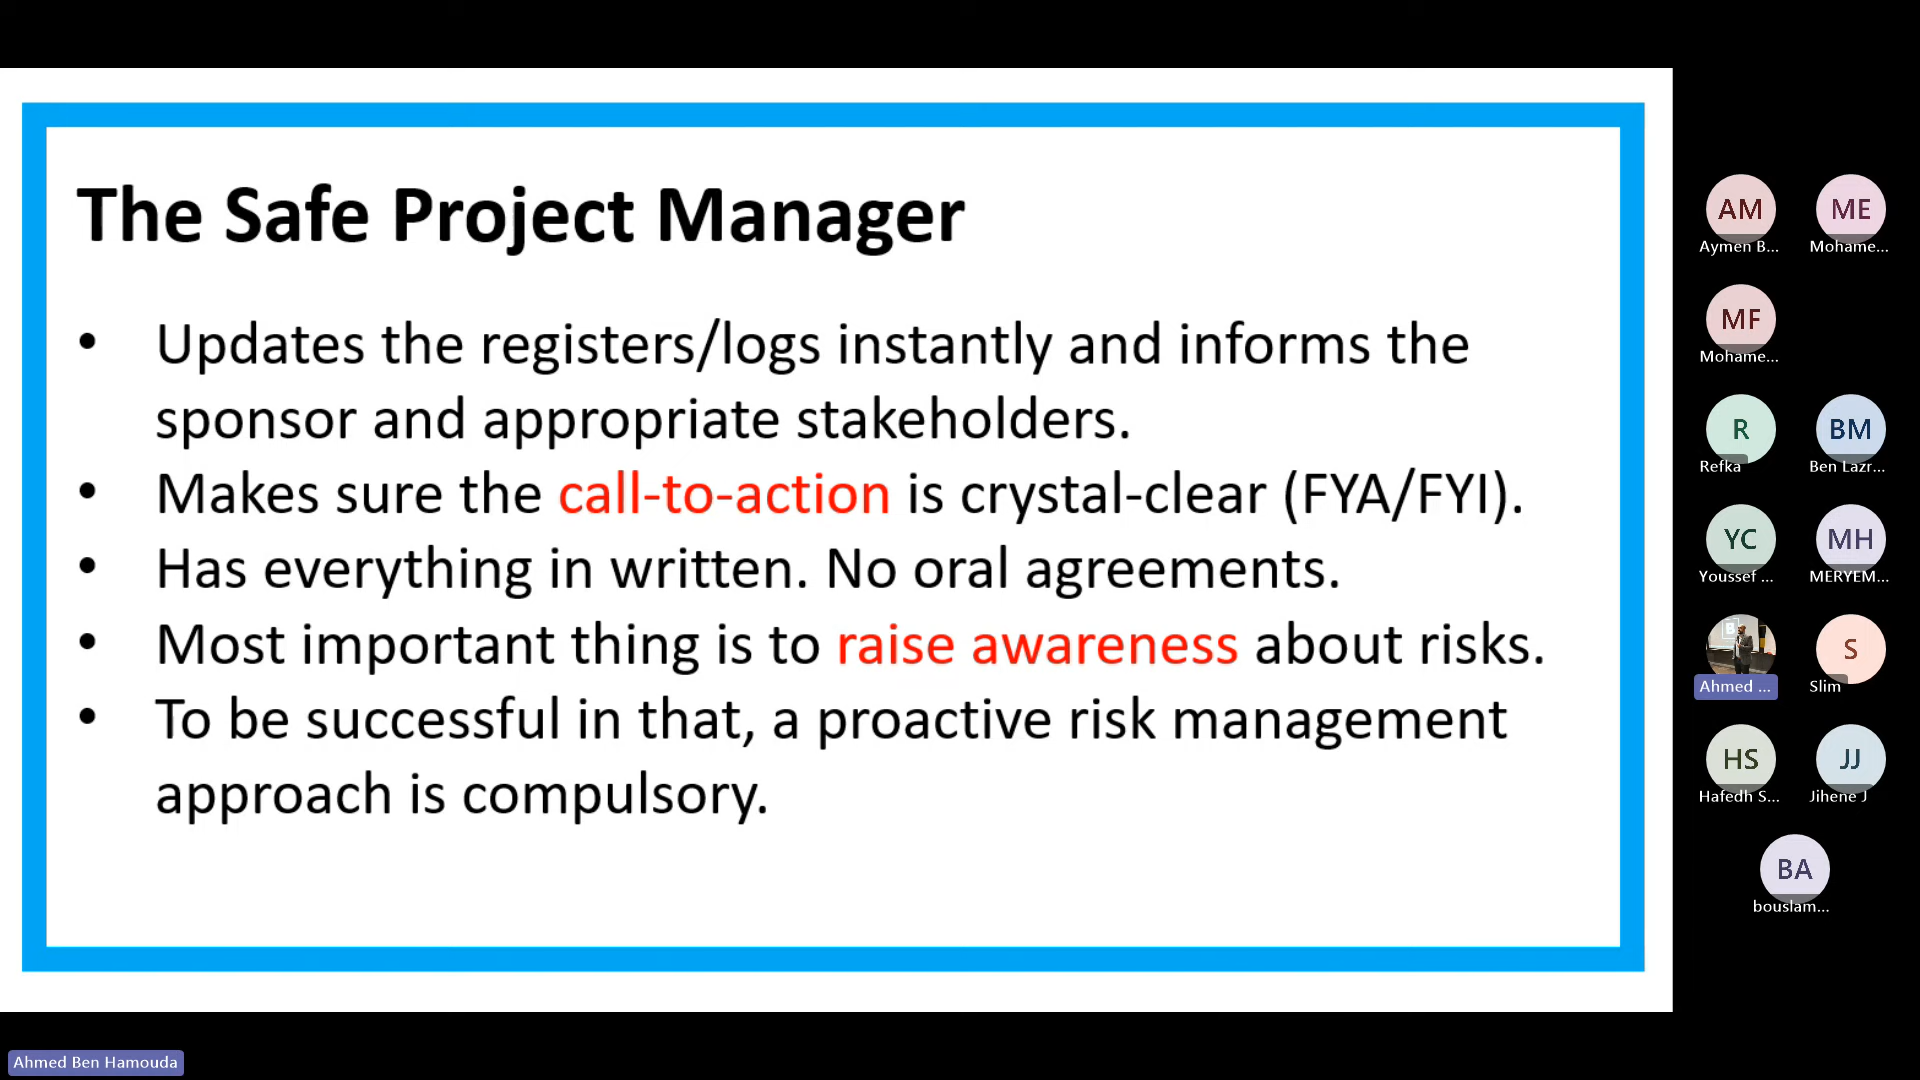 The Safe Project Manager
• Updates the registers/logs instantly and informs the
sponsor and appropriate stakeholders.
• Makes sure the call-to-action is crystal-clear (FYA/FYI).
• Has everything in written. No oral agreements.
• Most important thing is to raise awareness about risks.
• To be successful in that, a proactive risk management
approach is compulsory.
AM ME
Aymen B... Mohame...
MF
Mohame...
R BM
Refka Ben Lazr...
YC MH
Youssef ... MERYEM...
S
Ahmed ... Slim
HS JJ
Hafedh S... Jihene J
BA
bouslam...
Ahmed Ben Hamouda